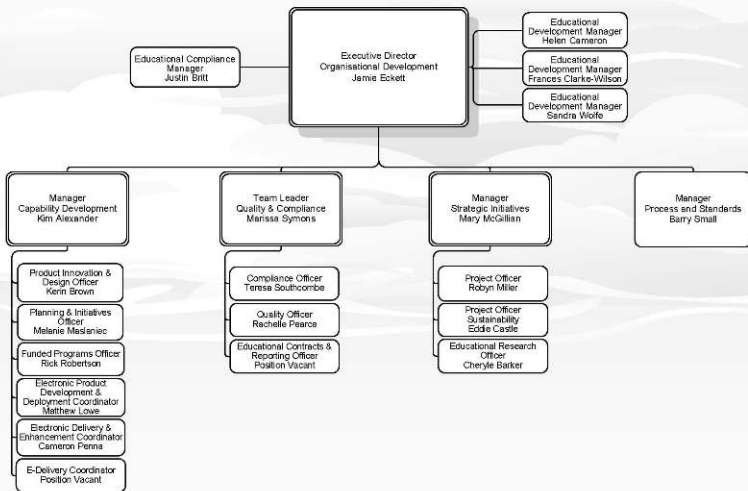 Educational Compliance
Manager
Justin Britt
Executive Director
Organisational Development
Jamie Eckett
Educational
Development Manager
Helen Cameron
Educational
Development Manager
Frances Clarke-Wilson
Educational
Development Manager
Sandra Wolfe
Manager
Capability Development
Kim Alexander
Team Leader
Quality & Compliance
Marissa Symons
Manager
Strategic Initiatives
Mary McGillian
Manager
Process and Standards
Barry Small
Product Innovation &
Design Officer
Kerin Brown
Planning & Initiatives
Officer
Melanie Maslaniec
Funded Programs Officer
Rick Robertson
Electronic Product
Development &
Deployment Coordinator
Matthew Lowe
Electronic Delivery &
Enhancement Coordinator
Cameron Penna
E-Delivery Coordinator
Position Vacant
Compliance Officer
Teresa Southcombe
Quality Officer
Rachelle Pearce
Educational Contracts &
Reporting Officer
Position Vacant
Project Officer
Robyn Miller
Project Officer
Sustainability
Eddie Castle
Educational Research
Officer
Cheryle Barker